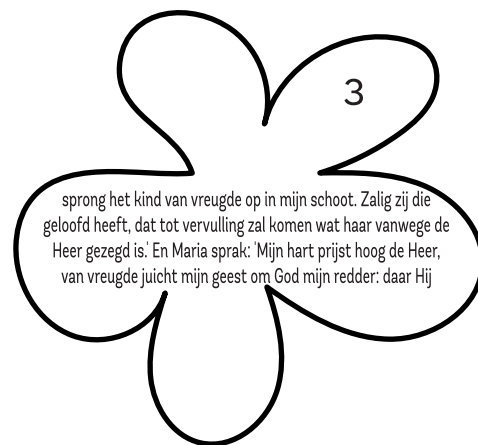 3
sprong het kind van vreugde op in mijn schoot. Zalig zij die
geloofd heeft, dat tot vervulling zal komen wat haar vanwege de
Heer gezegd is.' En Maria sprak: 'Mijn hart prijst hoog de Heer,
van vreugde juicht mijn geest om God mijn redder: daar Hij